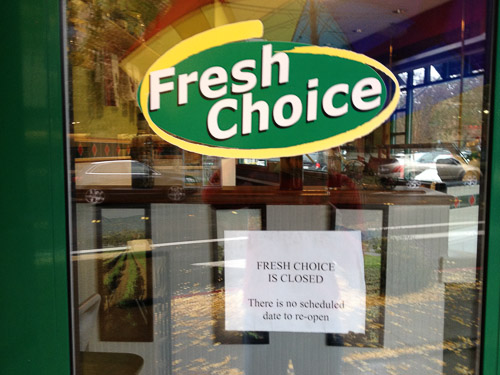 Fresh
Choice
FRESH CHOICE
IS CLOSED
There is no scheduled
date to re-open